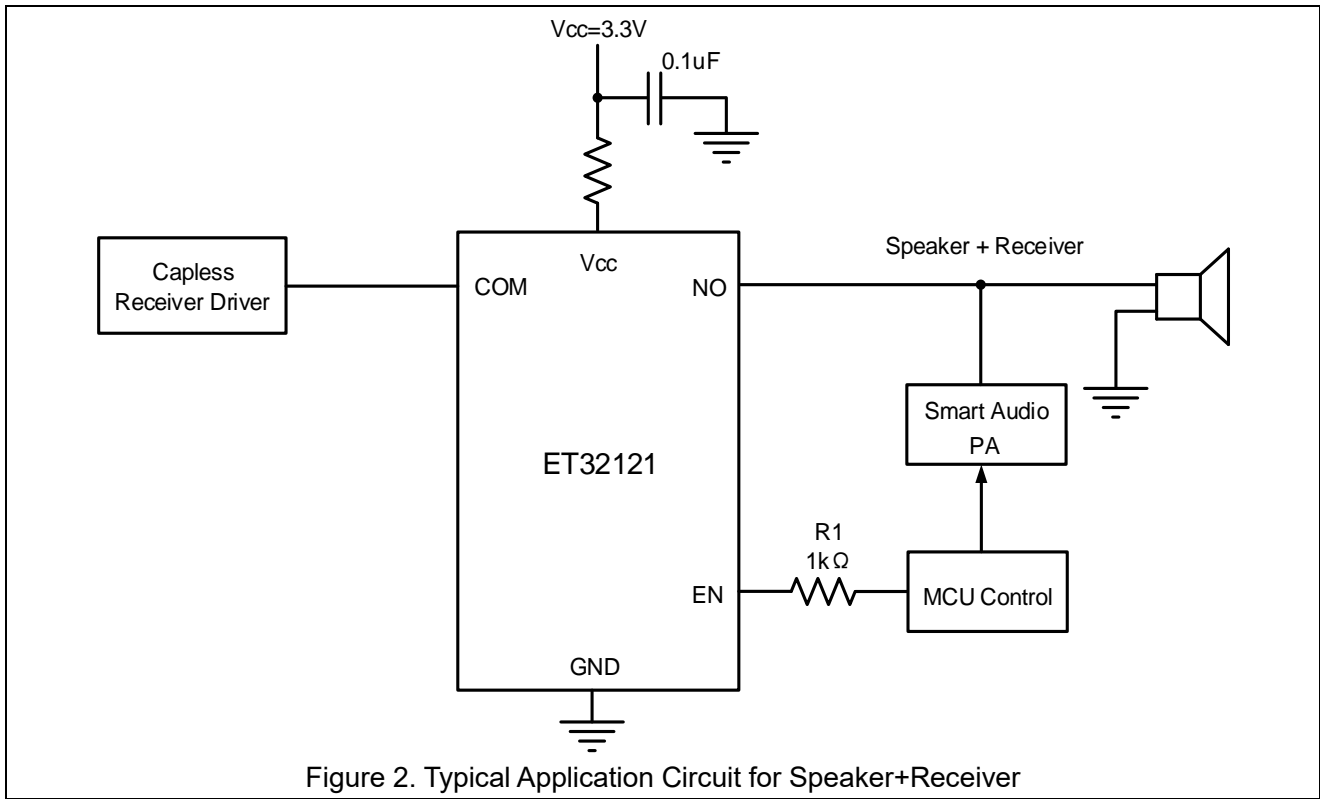 Vcc=3.3V
0.1uF
Capless
Receiver Driver
Vcc
COM
NO
Speaker + Receiver
Smart Audio
PA
ET32121
R1
1kΩ
EN
MCU Control
GND
Figure 2. Typical Application Circuit for Speaker+Receiver